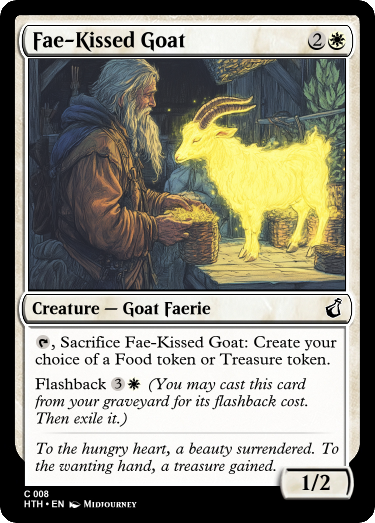 Fae-Kissed Goat 2
Creature — Goat Faerie
, Sacrifice Fae-Kissed Goat: Create your
choice of a Food token or Treasure token.
Flashback 3 (You may cast this card
from your graveyard for its flashback cost.
Then exile it.)
To the hungry heart, a beauty surrendered. To
the wanting hand, a treasure gained.
1/2
C 008
HTH • EN Midjourney